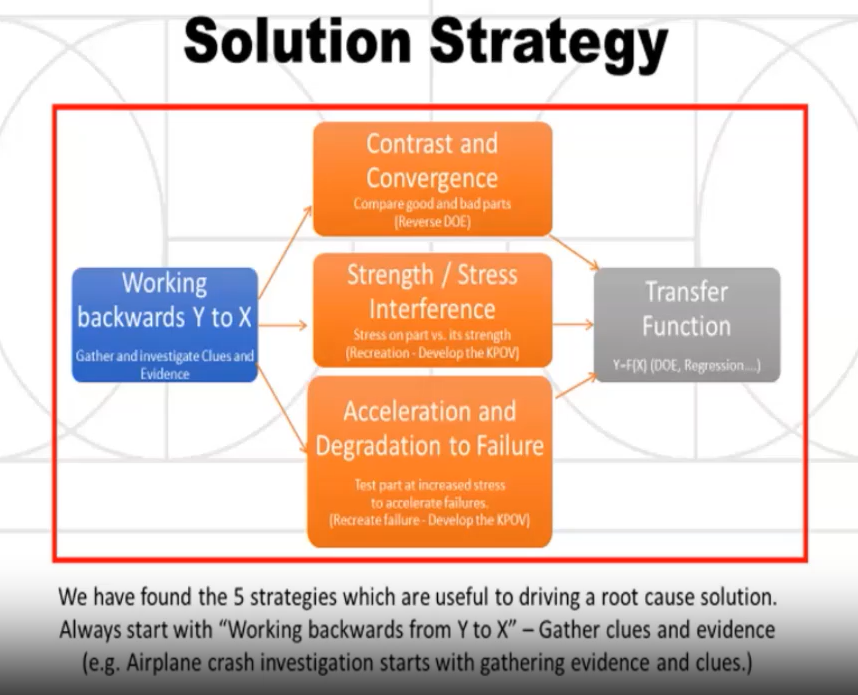 Solution Strategy
Contrast and
Convergence
Compare good and bad parts
(Reverse DOE)
Working
backwards Y to X
Gather and investigate Clues and
Evidence
Strength / Stress
Interference
Stress on part vs. its strength
(Recreation - Develop the KPOV)
Acceleration and
Degradation to Failure
Test part at increased stress
to accelerate failures.
(Recreate failure - Develop the KPOV)
Transfer
Function
Y=F(X) (DOE, Regression....)
We have found the 5 strategies which are useful to driving a root cause solution.
Always start with “Working backwards from Y to X” – Gather clues and evidence
(e.g. Airplane crash investigation starts with gathering evidence and clues.)